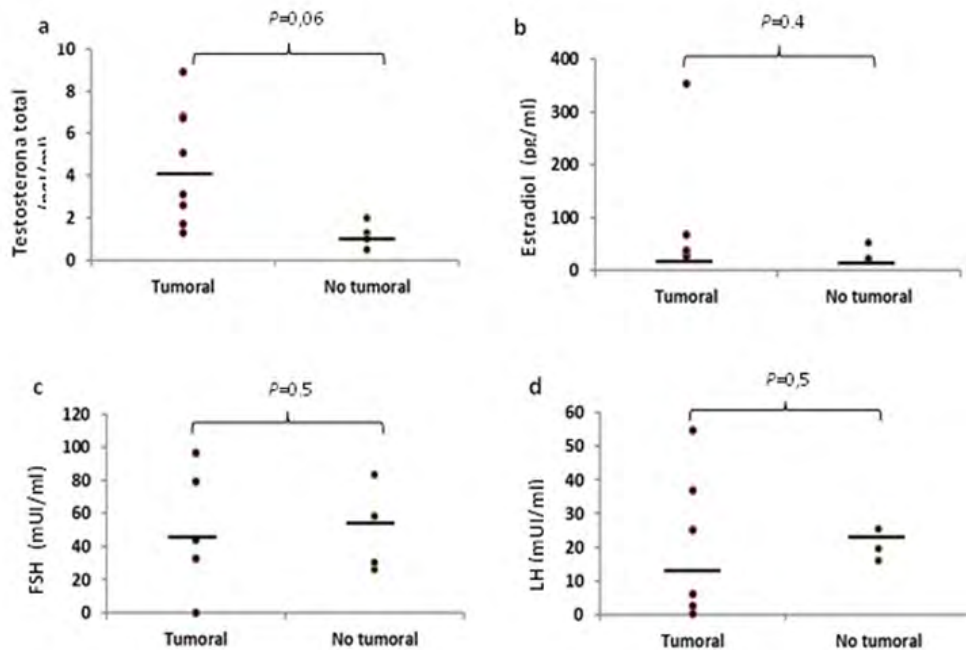 a
P=0,06
Testosterona total
10
8
6
4
2
0
Tumoral
No tumoral
b
P=0.4
Estradiol (pg/ml)
400
300
200
100
0
Tumoral
No tumoral
c
P=0.5
FSH (mUI/ml)
120
100
80
60
40
20
0
Tumoral
No tumoral
d
P=0,5
LH (mUI/ml)
60
50
40
30
20
10
0
Tumoral
No tumoral